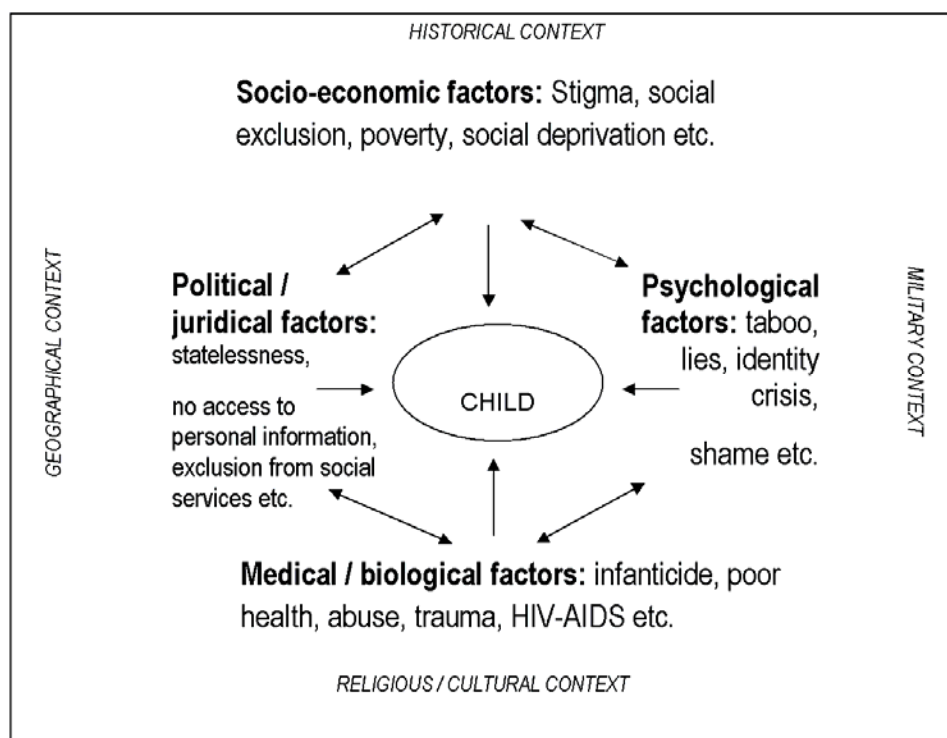 HISTORICAL CONTEXT
Socio-economic factors: Stigma, social
exclusion, poverty, social deprivation etc.
GEOGRAPHICAL CONTEXT
Political /
juridical factors:
statelessness,
no access to
personal information,
exclusion from social
services etc.
CHILD
Psychological
factors: taboo,
lies, identity
crisis,
shame etc.
MILITARY CONTEXT
Medical / biological factors: infanticide, poor
health, abuse, trauma, HIV-AIDS etc.
RELIGIOUS / CULTURAL CONTEXT